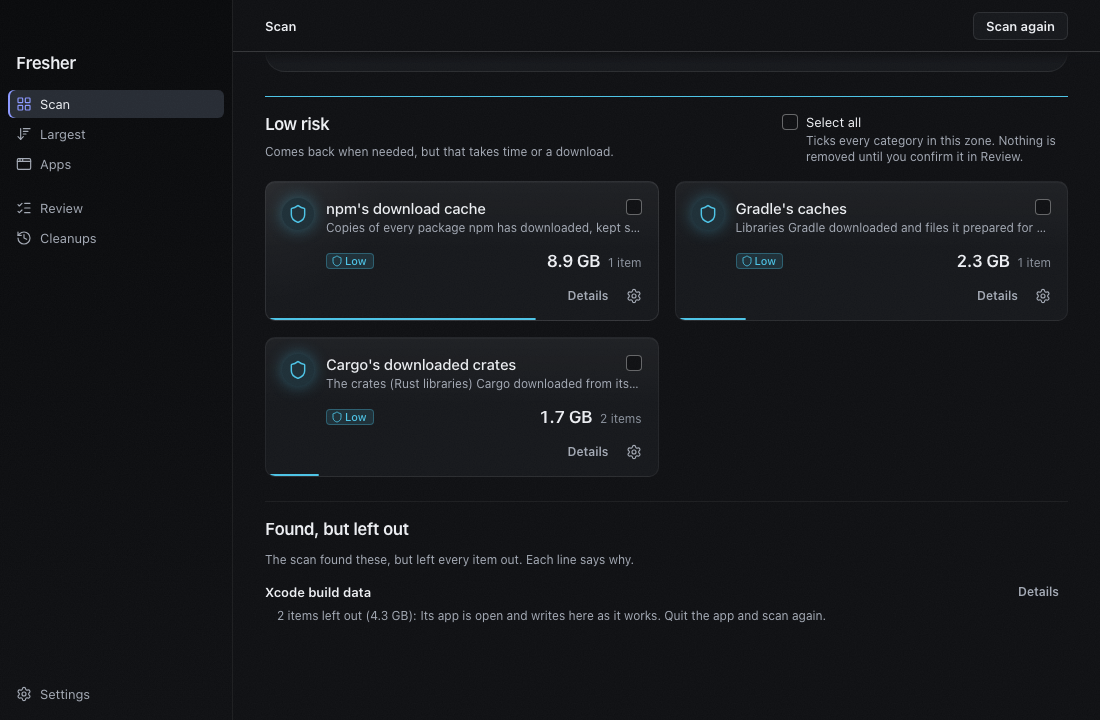 Scan
Scan again
Fresher
Scan
Largest
Apps
Review
Cleanups
Settings
Low risk
Comes back when needed, but that takes time or a download.
Select all
Ticks every category in this zone. Nothing is
removed until you confirm it in Review.
npm's download cache
Copies of every package npm has downloaded, kept s...
Low
8.9 GB 1 item
Details
Gradle's caches
Libraries Gradle downloaded and files it prepared for ...
Low
2.3 GB 1 item
Details
Cargo's downloaded crates
The crates (Rust libraries) Cargo downloaded from its...
Low
1.7 GB 2 items
Details
Found, but left out
The scan found these, but left every item out. Each line says why.
Xcode build data
Details
2 items left out (4.3 GB): Its app is open and writes here as it works. Quit the app and scan again.